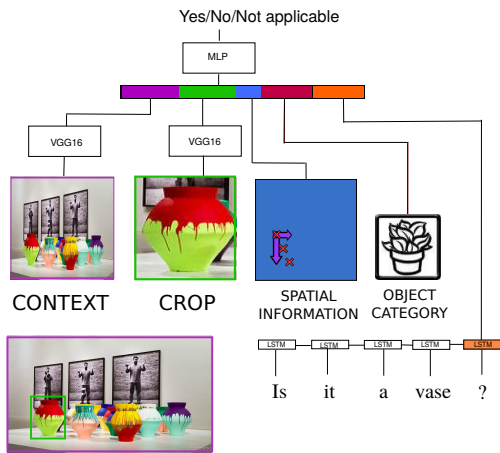 Yes/No/Not applicable
MLP
VGG16
VGG16
CONTEXT
CROP
SPATIAL
INFORMATION
OBJECT
CATEGORY
LSTM LSTM LSTM LSTM LSTM
Is it a vase ?